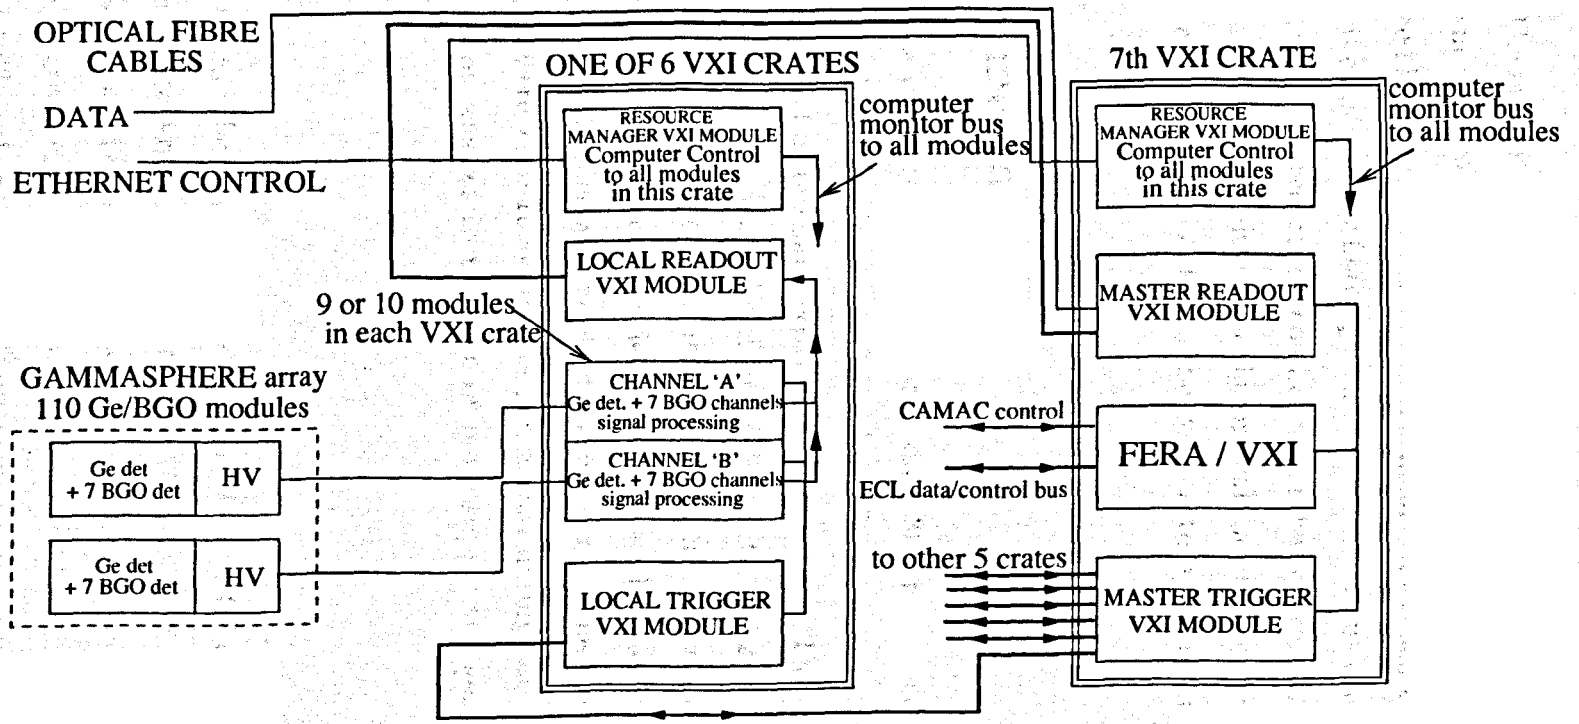 OPTICAL FIBRE
CABLES
DATA
ETHERNET CONTROL
ONE OF 6 VXI CRATES
RESOURCE
MANAGER VXI MODULE
Computer Control
to all modules
in this crate
computer
monitor bus
to all modules
LOCAL READOUT
VXI MODULE
9 or 10 modules
in each VXI crate
CHANNEL 'A'
Ge det. + 7 BGO channels
signal processing
CHANNEL 'B'
Ge det. + 7 BGO channels
signal processing
LOCAL TRIGGER
VXI MODULE
GAMMASPHERE array
110 Ge/BGO modules
Ge det
+ 7 BGO det
HV
Ge det
+ 7 BGO det
HV
7th VXI CRATE
RESOURCE
MANAGER VXI MODULE
Computer Control
to all modules
in this crate
computer
monitor bus
to all modules
MASTER READOUT
VXI MODULE
CAMAC control
FERA / VXI
ECL data/control bus
to other 5 crates
MASTER TRIGGER
VXI MODULE